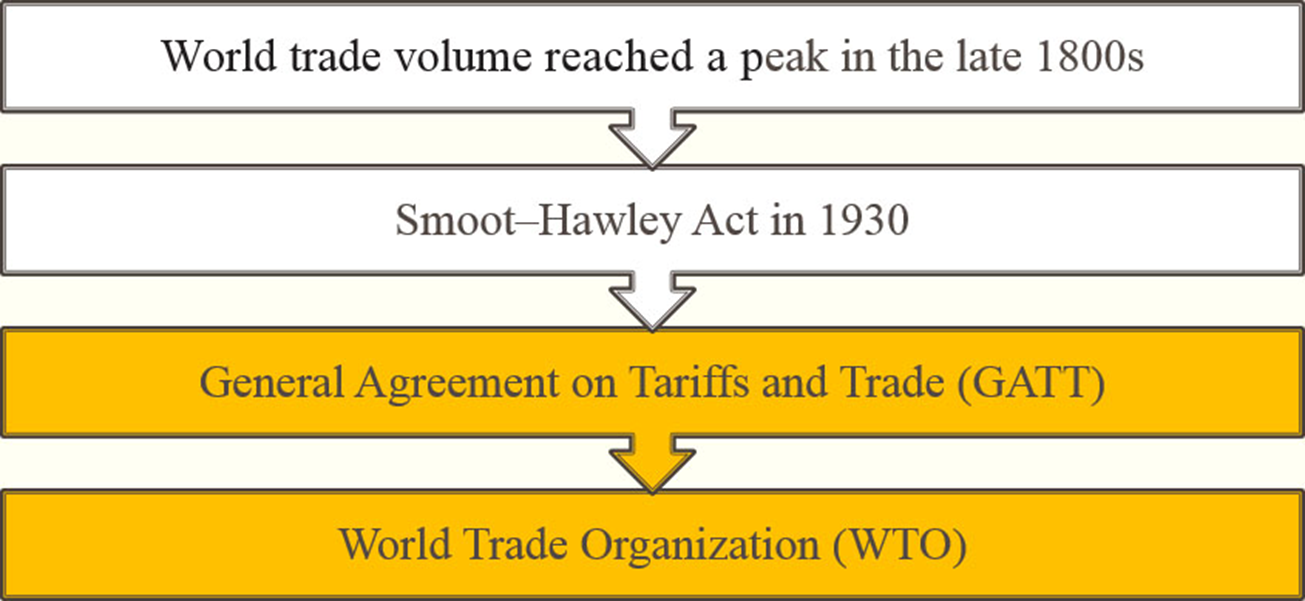 World trade volume reached a peak in the late 1800s
Smoot–Hawley Act in 1930
General Agreement on Tariffs and Trade (GATT)
World Trade Organization (WTO)